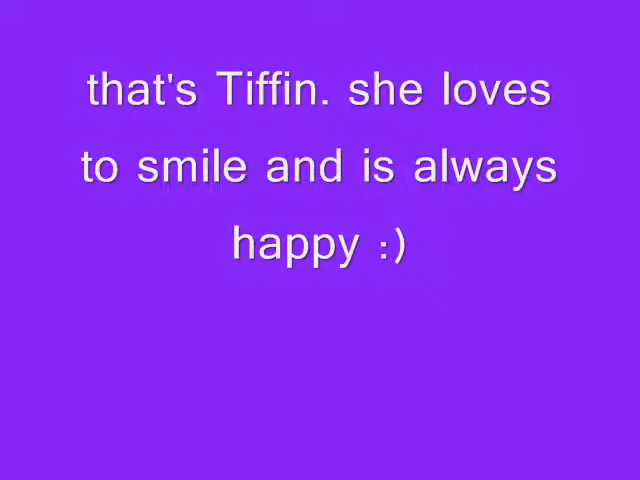 that's Tiffin. she loves
to smile and is always
happy :)